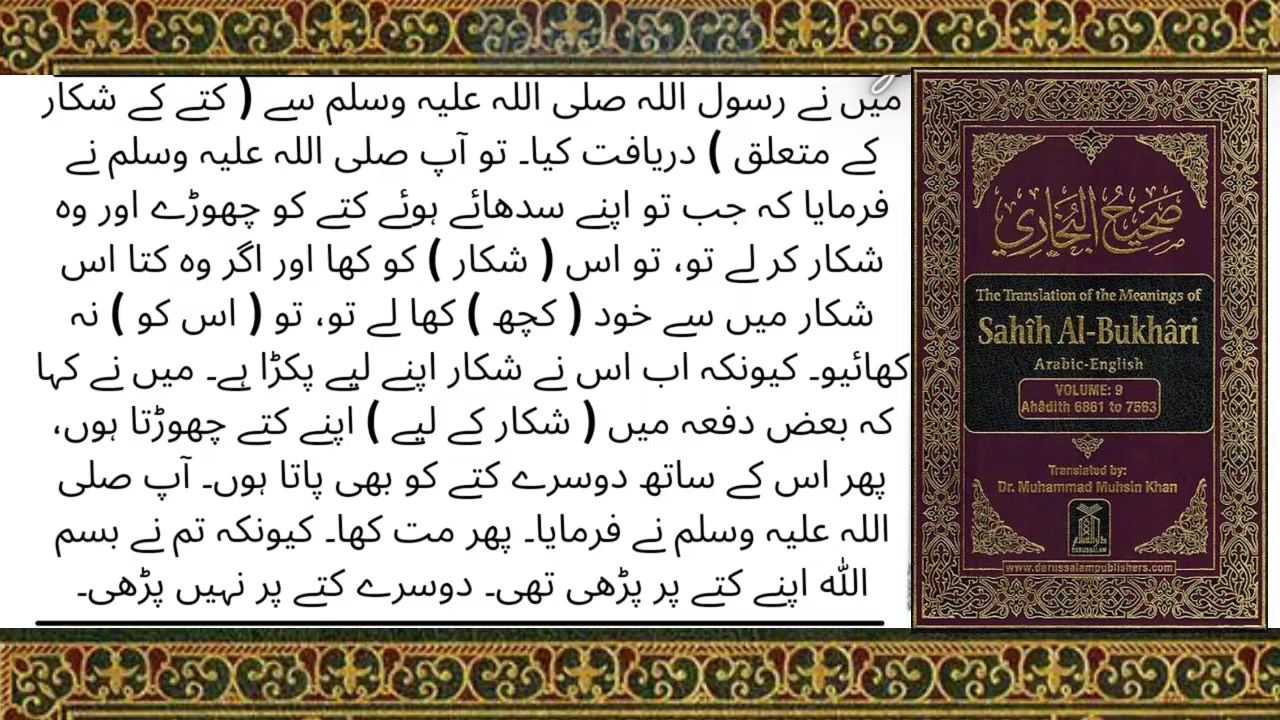 میں نے رسول اللہ صلی اللہ علیہ وسلم سے ( کتے کے شکار
کے متعلق ) دریافت کیا۔ تو آپ صلی اللہ علیہ وسلم نے
فرمایا کہ جب تو اپنے سدھائے ہوئے کتے کو چھوڑے اور وہ
شکار کر لے تو، تو اس ( شکار ) کو کھا اور اگر وہ کتا اس
شکار میں سے خود ( کچھ ) کھا لے تو، تو ( اس کو ) نہ
کھائیو۔ کیونکہ اب اس نے شکار اپنے لیے پکڑا ہے۔ میں نے کہا
کہ بعض دفعہ میں ( شکار کے لیے ) اپنے کتے چھوڑتا ہوں،
پھر اس کے ساتھ دوسرے کتے کو بھی پاتا ہوں۔ آپ صلی
اللہ علیہ وسلم نے فرمایا۔ پھر مت کھا۔ کیونکہ تم نے بسم
اللہ اپنے کتے پر پڑھی تھی۔ دوسرے کتے پر نہیں پڑھی۔
صَحِيحُ البُخَارِي
The Translation of the Meanings of
Sahîh Al-Bukhâri
Arabic-English
VOLUME: 9
Ahâdith 6861 to 7563
Translated by:
Dr. Muhammad Muhsin Khan
دارالسلام
DARUSSALAM
www.darussalampublishers.com